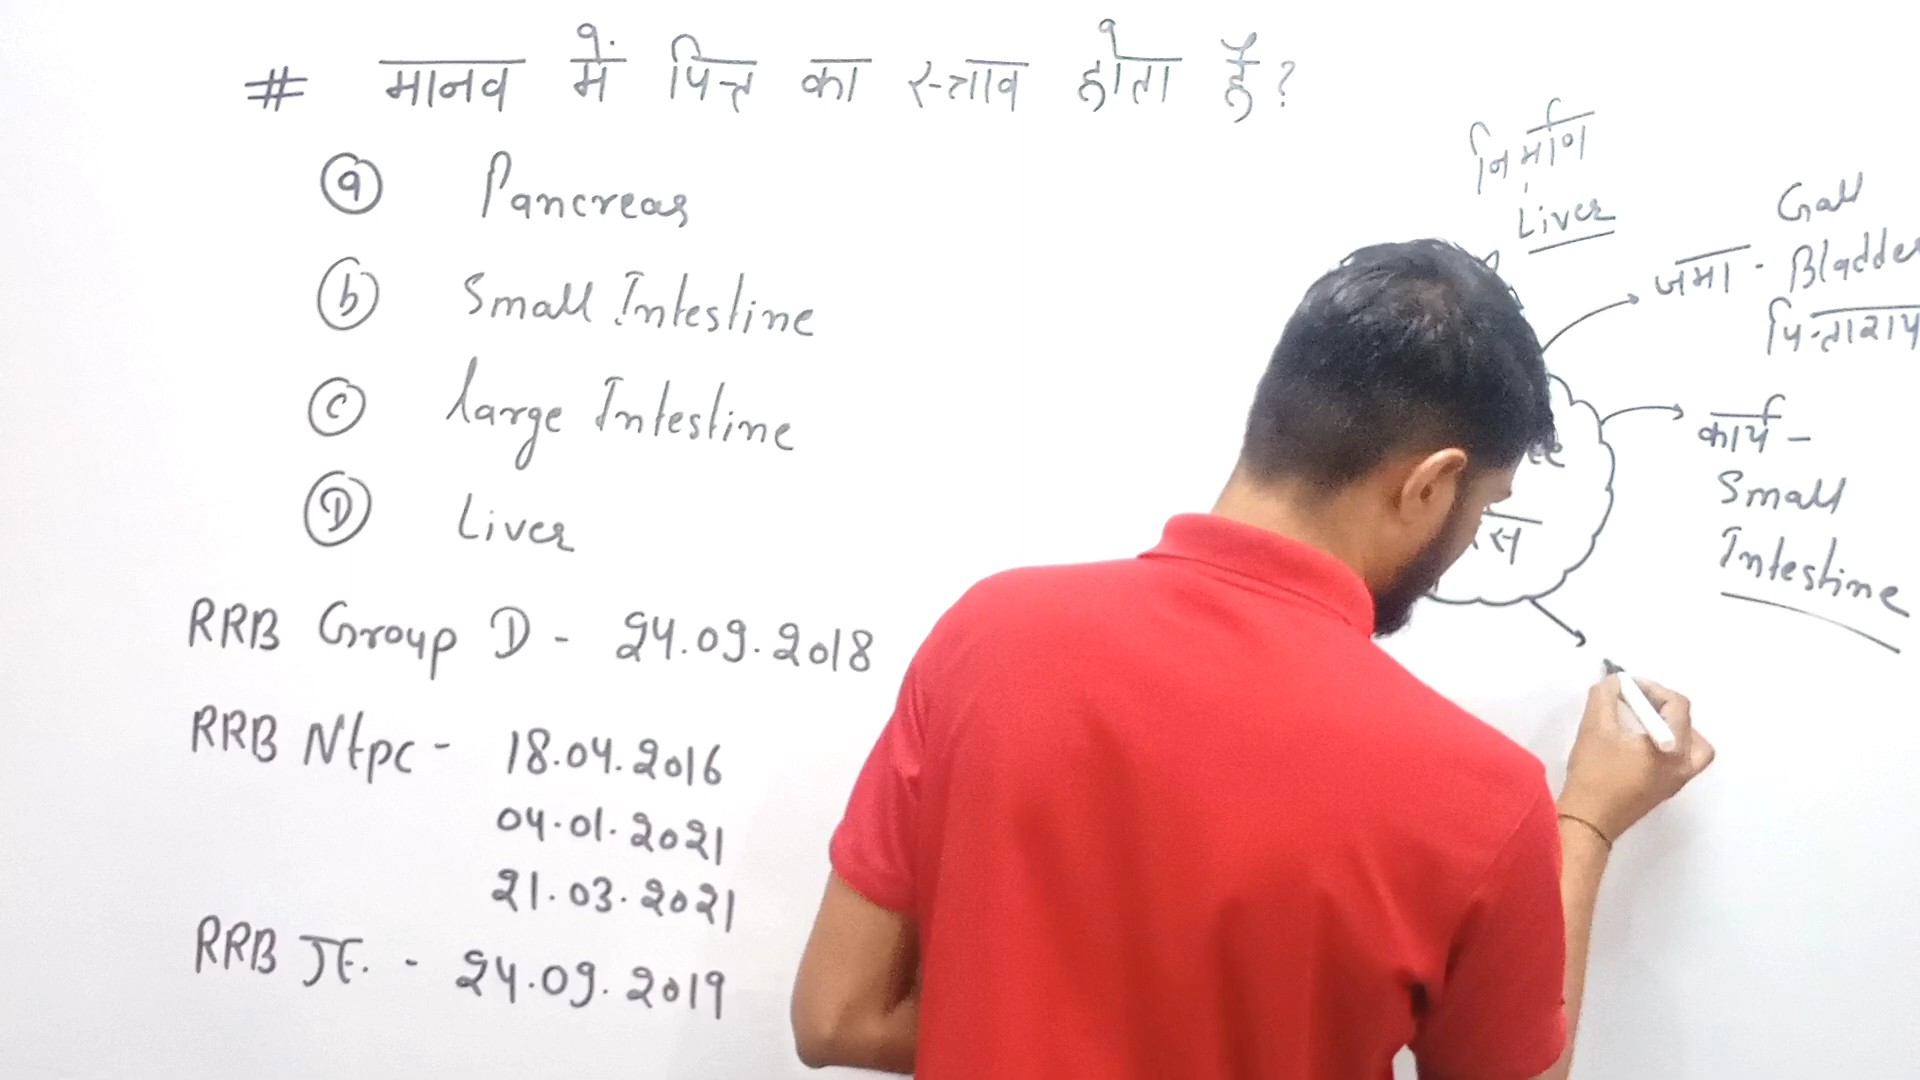 # मानव में पित्त का स्त्राव होता है?
(a) Pancreas
(b) Small Intestine
(c) large Intestine
(D) Liver
RRB Group D - 24.09.2018
RRB Ntpc - 18.04.2016
04.01.2021
21.03.2021
RRB JE. - 24.09.2019
निर्माण
Liver
जमा - Gall
Bladder
पित्ताशय
कार्य -
Small
Intestine